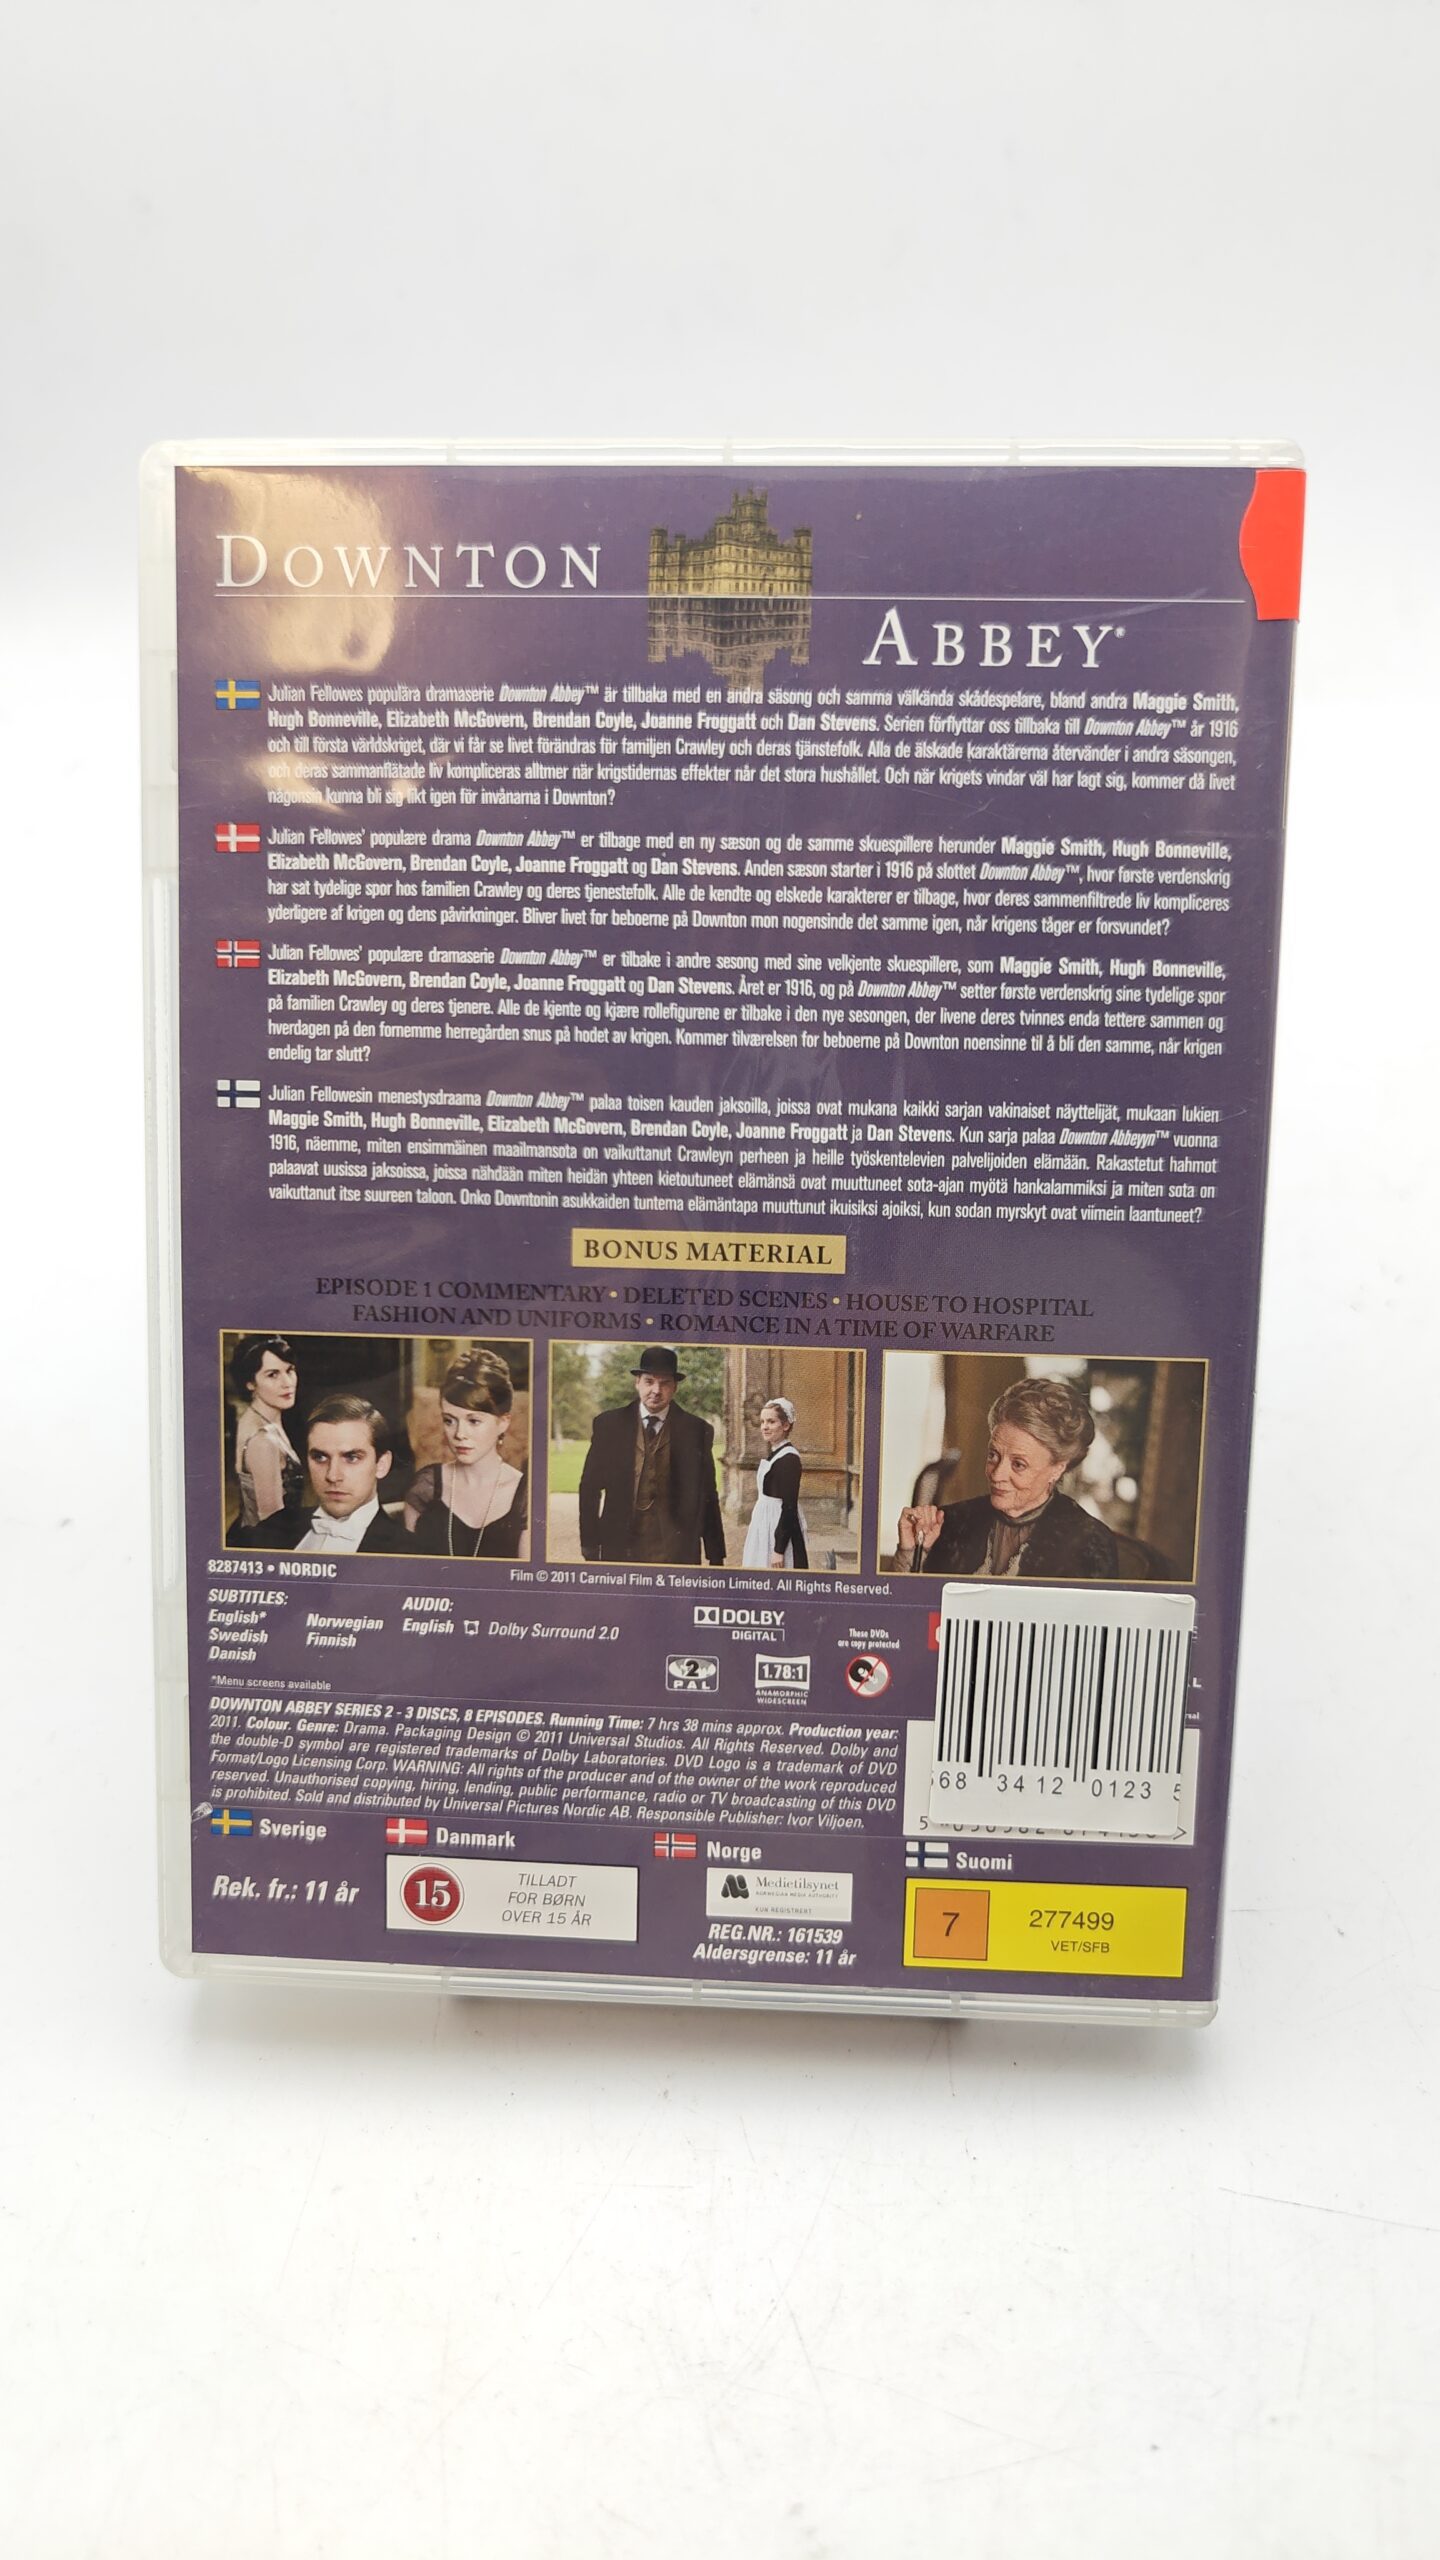 DOWNTON
ABBEY®
Julian Fellowes populära dramaserie Downton Abbey™ är tillbaka med en andra säsong och samma välkända skådespelare, bland andra Maggie Smith,
Hugh Bonneville, Elizabeth McGovern, Brendan Coyle, Joanne Froggatt och Dan Stevens. Serien förflyttar oss tillbaka till Downton Abbey™ år 1916
och till första världskriget, där vi får se livet förändras för familjen Crawley och deras tjänstefolk. Alla de älskade karaktärerna återvänder i andra säsongen,
och deras sammanflätade liv kompliceras alltmer när krigstidernas effekter når det stora hushållet. Och när krigets vindar väl har lagt sig, kommer då livet
någonsin kunna bli sig likt igen för invånarna i Downton?
Julian Fellowes' populære drama Downton Abbey™ er tilbage med en ny sæson og de samme skuespillere herunder Maggie Smith, Hugh Bonneville,
Elizabeth McGovern, Brendan Coyle, Joanne Froggatt og Dan Stevens. Anden sæson starter i 1916 på slottet Downton Abbey™, hvor første verdenskrig
har sat tydelige spor hos familien Crawley og deres tjenestefolk. Alle de kendte og elskede karakterer er tilbage, hvor deres sammenfiltrede liv kompliceres
yderligere af krigen og dens påvirkninger. Bliver livet for beboerne på Downton mon nogensinde det samme igen, når krigens tåger er forsvundet?
Julian Fellowes' populære dramaserie Downton Abbey™ er tilbake i andre sesong med sine velkjente skuespillere, som Maggie Smith, Hugh Bonneville,
Elizabeth McGovern, Brendan Coyle, Joanne Froggatt og Dan Stevens. Året er 1916, og på Downton Abbey™ setter første verdenskrig sine tydelige spor
på familien Crawley og deres tjenere. Alle de kjente og kjære rollefigurene er tilbake i den nye sesongen, der livene deres tvinnes enda tettere sammen og
hverdagen på den fornemme herregården snus på hodet av krigen. Kommer tilværelsen for beboerne på Downton noensinne til å bli den samme, når krigen
endelig tar slutt?
Julian Fellowesin menestysdraama Downton Abbey™ palaa toisen kauden jaksoilla, joissa ovat mukana kaikki sarjan vakinaiset näyttelijät, mukaan lukien
Maggie Smith, Hugh Bonneville, Elizabeth McGovern, Brendan Coyle, Joanne Froggatt ja Dan Stevens. Kun sarja palaa Downton Abbeyyn™ vuonna
1916, näemme, miten ensimmäinen maailmansota on vaikuttanut Crawleyn perheen ja heille työskentelevien palvelijoiden elämään. Rakastetut hahmot
palaavat uusissa jaksoissa, joissa nähdään miten heidän yhteen kietoutuneet elämänsä ovat muuttuneet sota-ajan myötä hankalammiksi ja miten sota on
vaikuttanut itse suureen taloon. Onko Downtonin asukkaiden tuntema elämäntapa muuttunut ikuisiksi ajoiksi, kun sodan myrskyt ovat viimein laantuneet?
BONUS MATERIAL
EPISODE 1 COMMENTARY • DELETED SCENES • HOUSE TO HOSPITAL
FASHION AND UNIFORMS • ROMANCE IN A TIME OF WARFARE
8287413 • NORDIC
Film © 2011 Carnival Film & Television Limited. All Rights Reserved.
SUBTITLES:
English*
Swedish
Danish
Norwegian
Finnish
*Menu screens available
AUDIO:
English Dolby Surround 2.0
DOLBY
DIGITAL
2
PAL
1.78:1
ANAMORPHIC
WIDESCREEN
These DVDs
are copy protected
DOWNTON ABBEY SERIES 2 - 3 DISCS, 8 EPISODES. Running Time: 7 hrs 38 mins approx. Production year:
2011. Colour. Genre: Drama. Packaging Design © 2011 Universal Studios. All Rights Reserved. Dolby and
the double-D symbol are registered trademarks of Dolby Laboratories. DVD Logo is a trademark of DVD
Format/Logo Licensing Corp. WARNING: All rights of the producer and of the owner of the work reproduced
reserved. Unauthorised copying, hiring, lending, public performance, radio or TV broadcasting of this DVD
is prohibited. Sold and distributed by Universal Pictures Nordic AB. Responsible Publisher: Ivor Viljoen.
68 3412 0123 5
Sverige
Rek. fr.: 11 år
Danmark
15
TILLADT
FOR BØRN
OVER 15 ÅR
Norge
Medietilsynet
NORWEGIAN MEDIA AUTHORITY
KUN REGISTRERT
REG.NR.: 161539
Aldersgrense: 11 år
Suomi
7
277499
VET/SFB